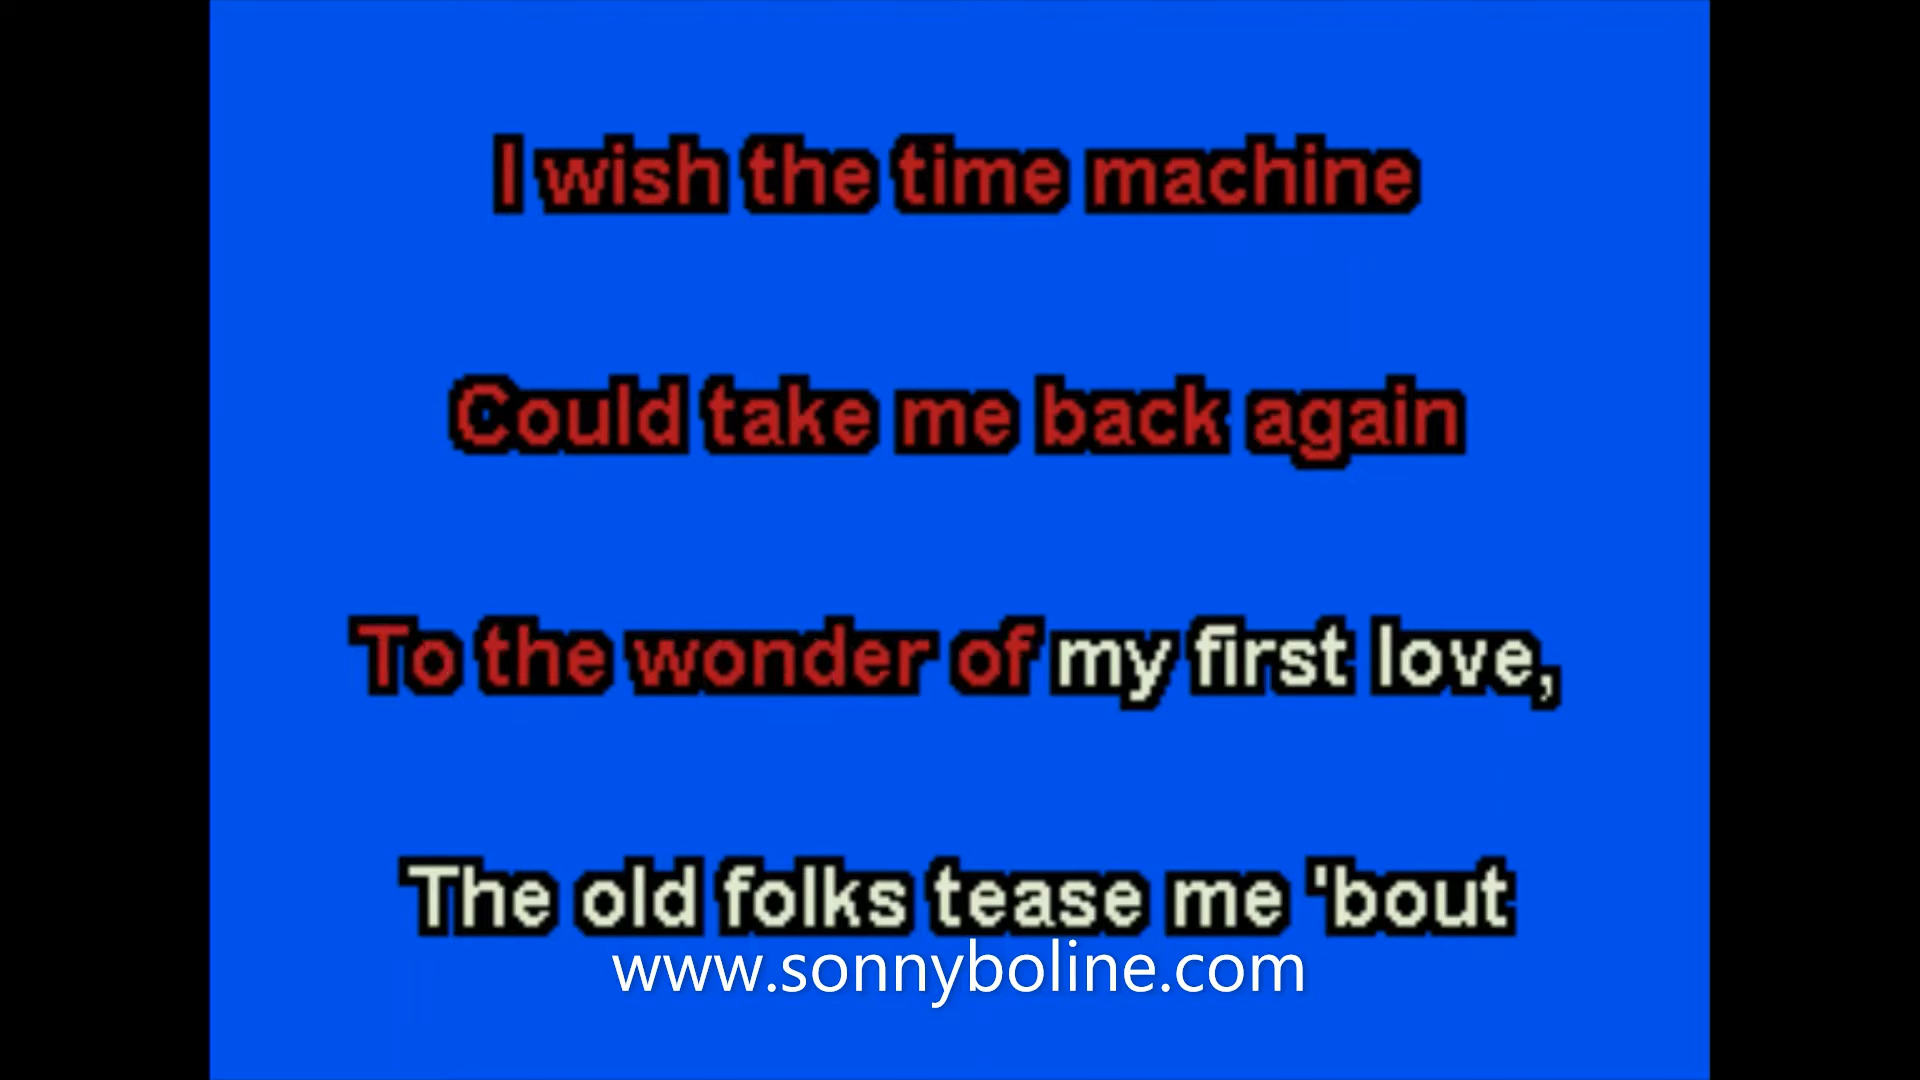 I wish the time machine
Could take me back again
To the wonder of my first love,
The old folks tease me 'bout
www.sonnyboline.com